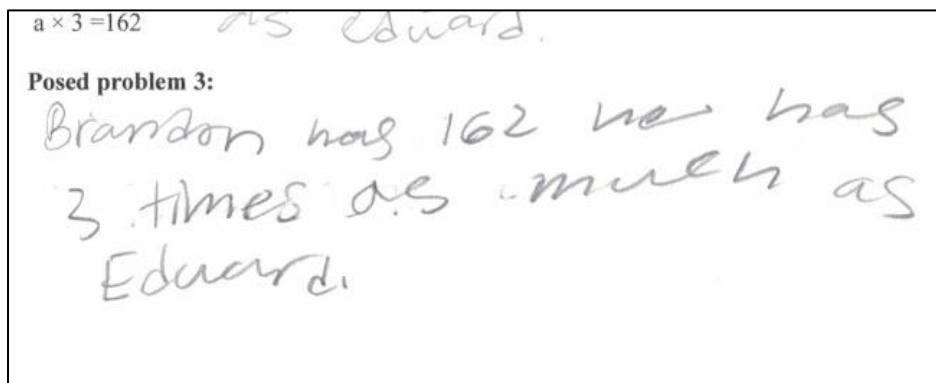 a × 3 =162 as eduard.
Posed problem 3:
Brandon has 162 he has
3 times as much as
Eduard.